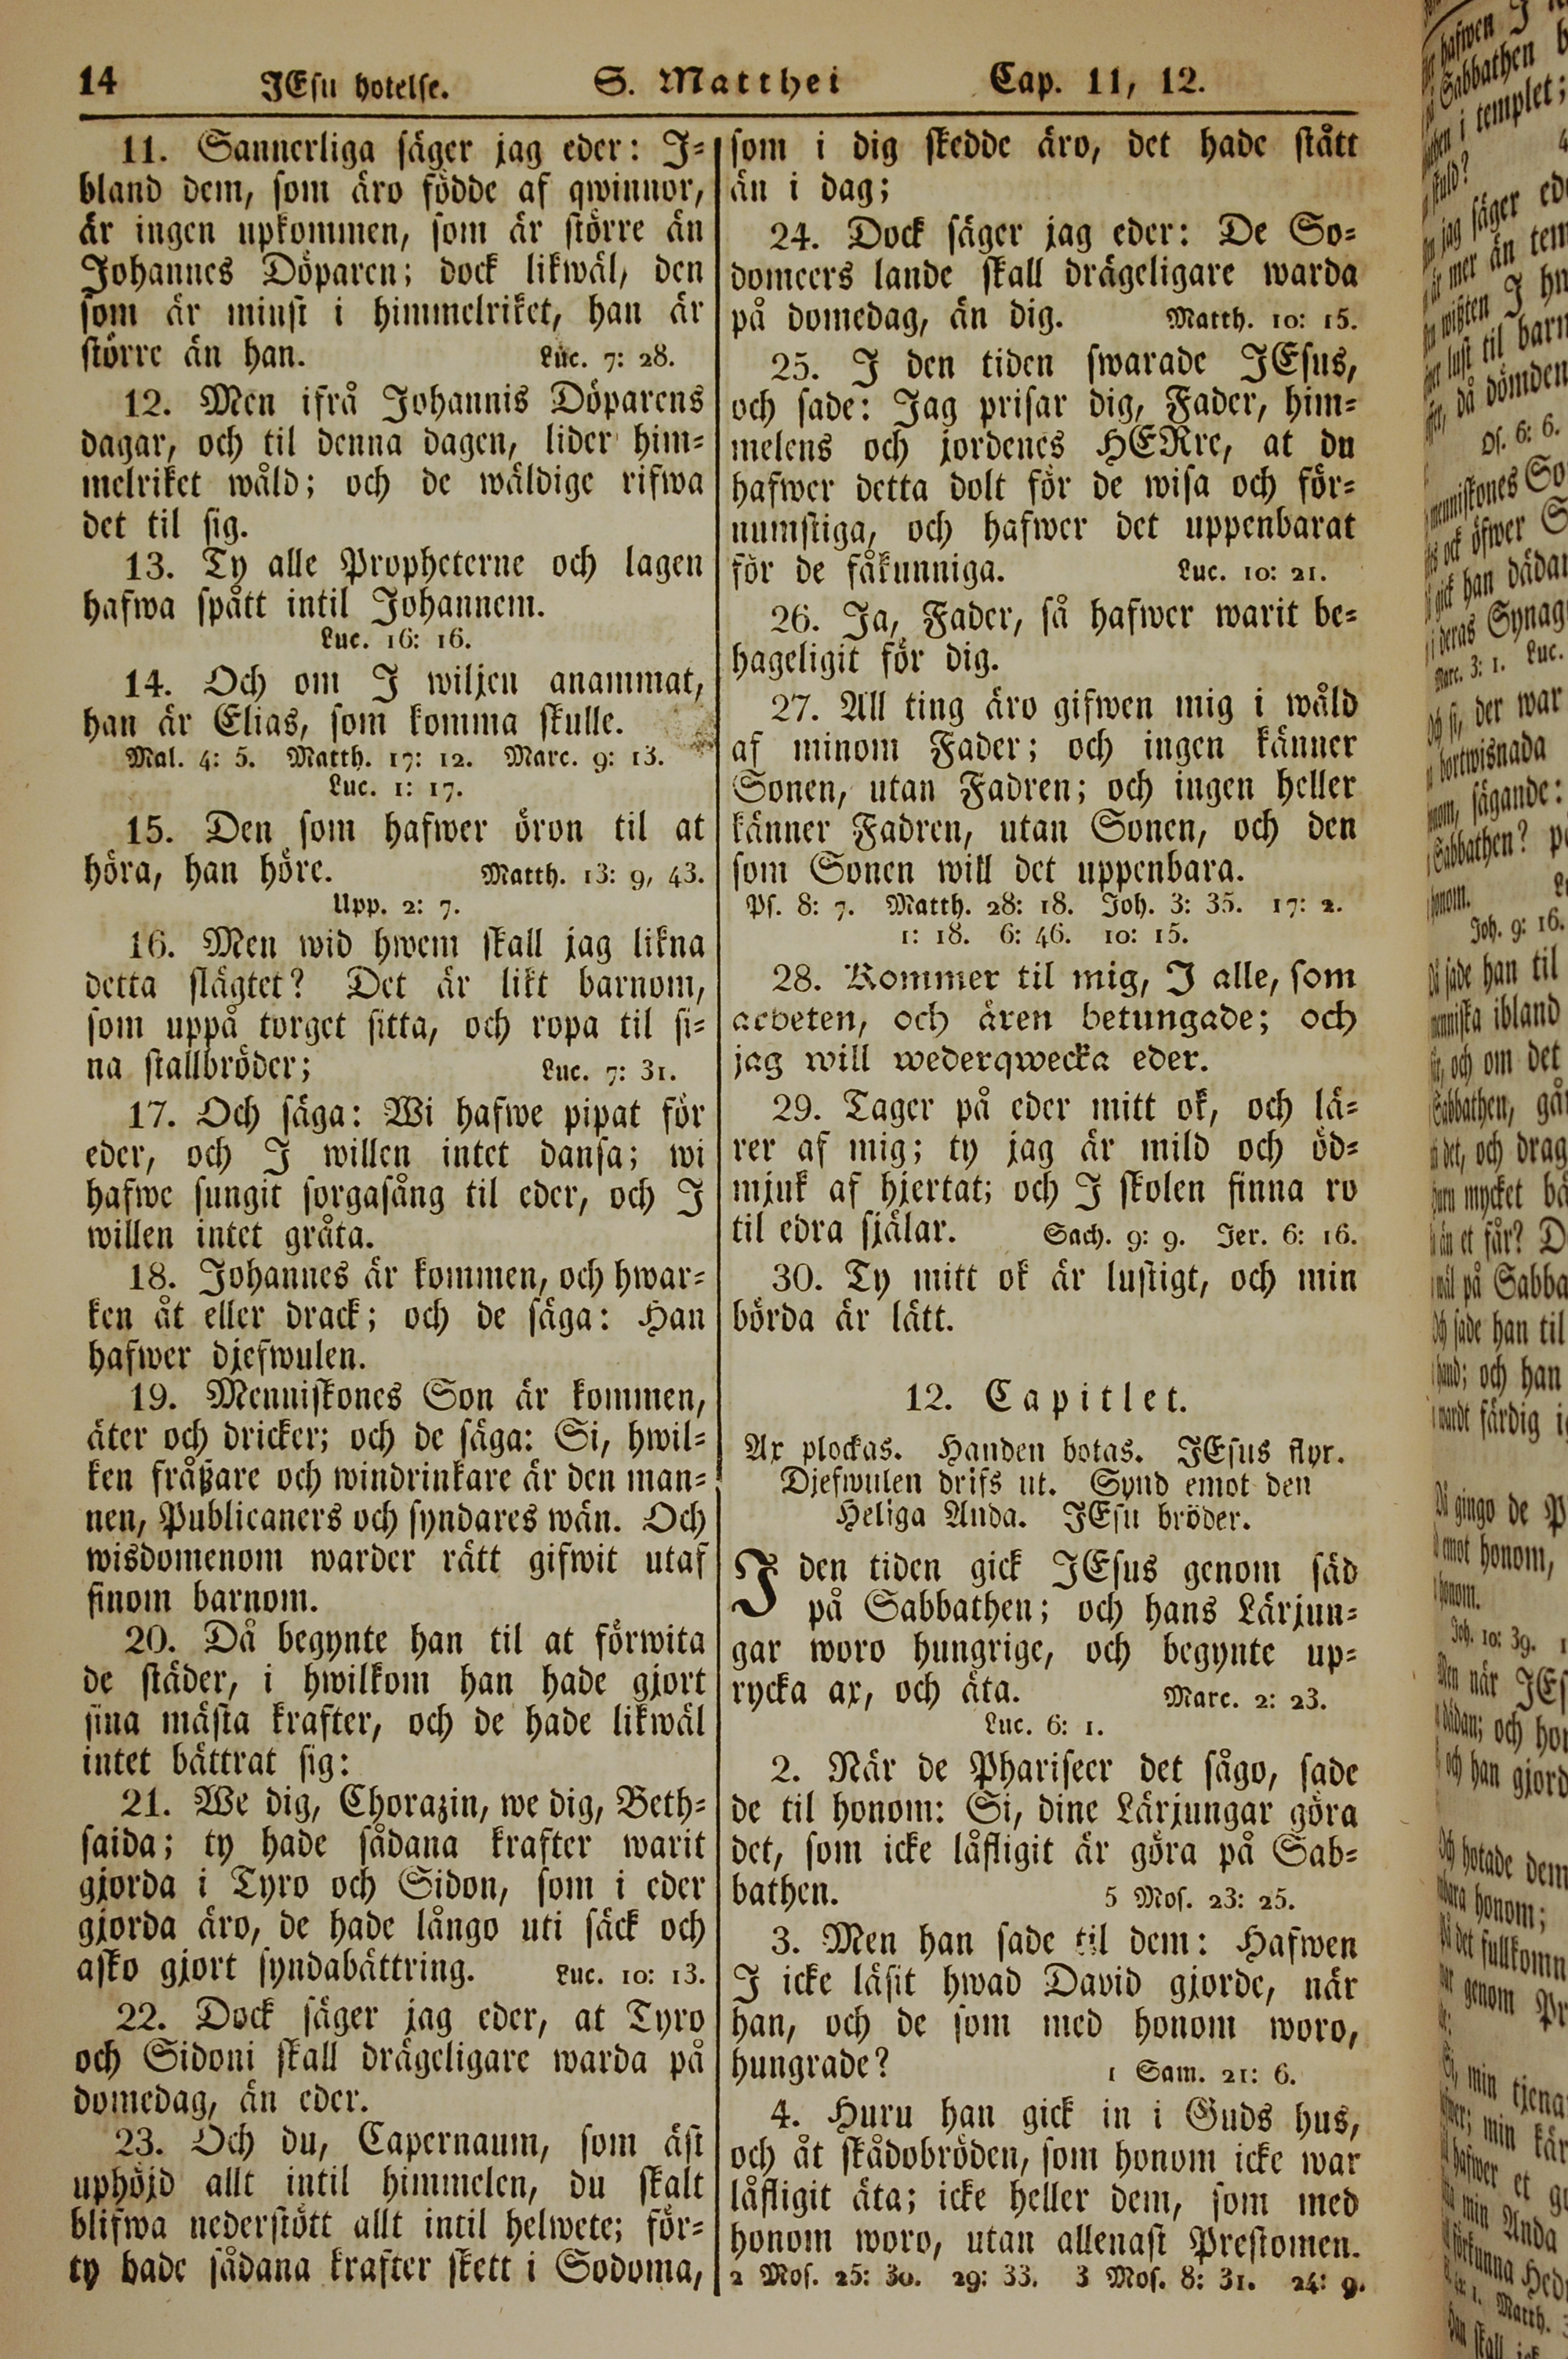 14 JEsu hotelse. S. Matthei Cap. 11, 12.
11. Sannerliga säger jag eder: I-
bland dem, som äro födde af qwinnor,
är ingen upkommen, som är större än
Johannes Döparen; dock likwäl, den
som är minst i himmelriket, han är
större än han. Luc. 7: 28.
12. Men ifrå Johannis Döparens
dagar, och til denna dagen, lider him-
melriket wåld; och de wäldige rifwa
det til sig.
13. Ty alle Propheterne och lagen
hafwa spått intil Johannem.
Luc. 16: 16.
14. Och om I wiljen anammat,
han är Elias, som komma skulle.
Mal. 4: 5. Matth. 17: 12. Marc. 9: 13.
Luc. 1: 17.
15. Den som hafwer öron til at
höra, han höre. Matth. 13: 9, 43.
Upp. 2: 7.
16. Men wid hwem skall jag likna
detta slägtet? Det är likt barnom,
som uppå torget sitta, och ropa til si-
na stallbröder; Luc. 7: 31.
17. Och säga: Wi hafwe pipat för
eder, och I willen intet dansa; wi
hafwe sungit sorgasång til eder, och I
willen intet gråta.
18. Johannes är kommen, och hwar-
ken åt eller drack; och de säga: Han
hafwer djefwulen.
19. Menniskones Son är kommen,
äter och dricker; och de säga: Si, hwil-
ken fråßare och windrinkare är den man-
nen, Publicaners och syndares wän. Och
wisdomenom warder rätt gifwit utaf
sinom barnom.
20. Då begynte han til at förwita
de städer, i hwilkom han hade gjort
sina mästa krafter, och de hade likwäl
intet bättrat sig:
21. We dig, Chorazin, we dig, Beth-
saida; ty hade sådana krafter warit
gjorda i Tyro och Sidon, som i eder
gjorda äro, de hade långo uti säck och
asko gjort syndabättring. Luc. 10: 13.
22. Dock säger jag eder, at Tyro
och Sidoni skall drägeligare warda på
domedag, än eder.
23. Och du, Capernaum, som äst
uphöjd allt intil himmelen, du skalt
blifwa nederstött allt intil helwete; för-
ty hade sådana krafter skett i Sodoma,
som i dig skedde äro, det hade stått
än i dag;
24. Dock säger jag eder: De So-
domeers lande skall drägeligare warda
på domedag, än dig. Matth. 10: 15.
25. I den tiden swarade JEsus,
och sade: Jag prisar dig, Fader, him-
melens och jordenes HERre, at du
hafwer detta dolt för de wisa och för-
numstiga, och hafwer det uppenbarat
för de fåkunniga. Luc. 10: 21.
26. Ja, Fader, så hafwer warit be-
hageligit för dig.
27. All ting äro gifwen mig i wåld
af minom Fader; och ingen känner
Sonen, utan Fadren; och ingen heller
känner Fadren, utan Sonen, och den
som Sonen will det uppenbara.
Ps. 8: 7. Matth. 28: 18. Joh. 3: 35. 17: 2.
1: 18. 6: 46. 10: 15.
28. Kommer til mig, I alle, som
arbeten, och ären betungade; och
jag will wederqwecka eder.
29. Tager på eder mitt ok, och lä-
rer af mig; ty jag är mild och öd-
mjuk af hjertat; och I skolen finna ro
til edra själar. Sach. 9: 9. Jer. 6: 16.
30. Ty mitt ok är lustigt, och min
börda är lätt.
12. Capitlet.
Ax plockas. Handen botas. JEsus flyr.
Djefwulen drifs ut. Synd emot den
Heliga Anda. JEsu bröder.
I den tiden gick JEsus genom säd
på Sabbathen; och hans Lärjun-
gar woro hungrige, och begynte up-
rycka ax, och äta. Marc. 2: 23.
Luc. 6: 1.
2. När de Phariseer det sågo, sade
de til honom: Si, dine Lärjungar göra
det, som icke låfligit är göra på Sab-
bathen. 5 Mos. 23: 25.
3. Men han sade til dem: Hafwen
I icke läsit hwad David gjorde, när
han, och de som med honom woro,
hungrade? 1 Sam. 21: 6.
4. Huru han gick in i Guds hus,
och åt skådobröden, som honom icke war
låfligit äta; icke heller dem, som med
honom woro, utan allenast Prestomen.
2 Mos. 25: 30. 29: 33. 3 Mos. 8: 31. 24: 9.